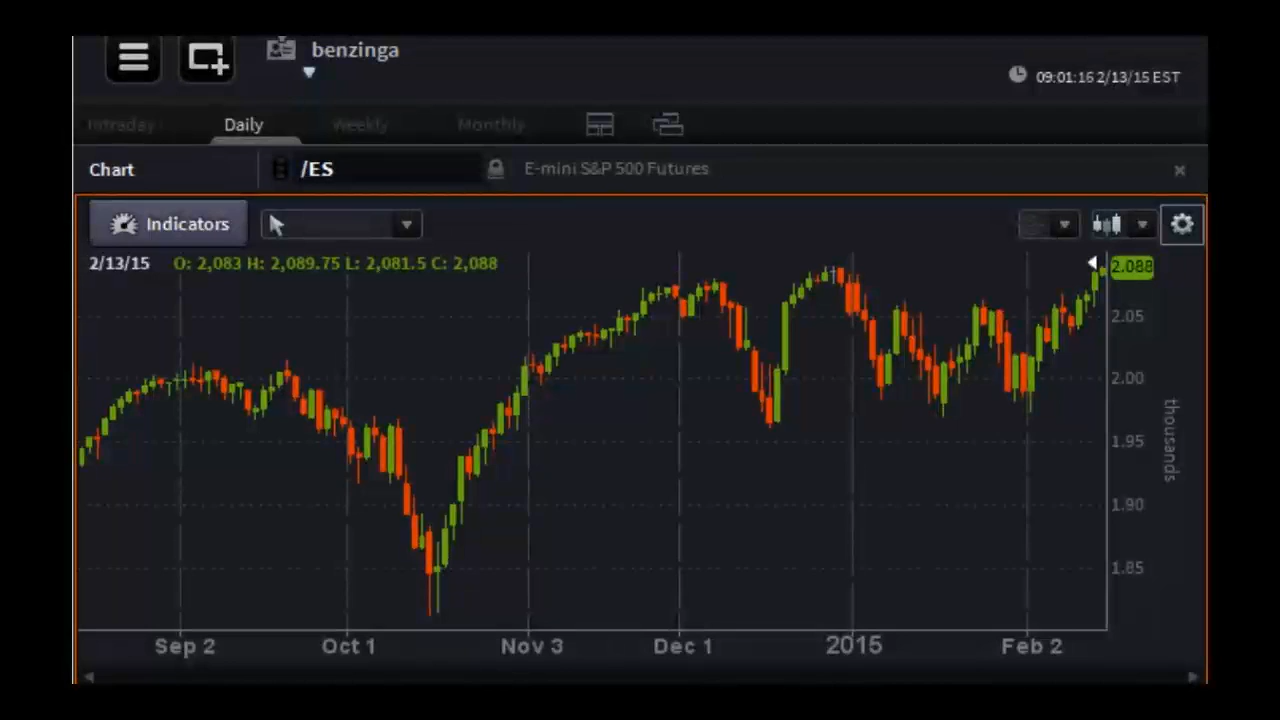 benzinga
09:01:16 2/13/15 EST
Intraday Daily Weekly Monthly
Chart /ES E-mini S&P 500 Futures
Indicators
2/13/15 O: 2,083 H: 2,089.75 L: 2,081.5 C: 2,088
2.088
2.05
2.00
1.95
thousands
1.90
1.85
Sep 2 Oct 1 Nov 3 Dec 1 2015 Feb 2